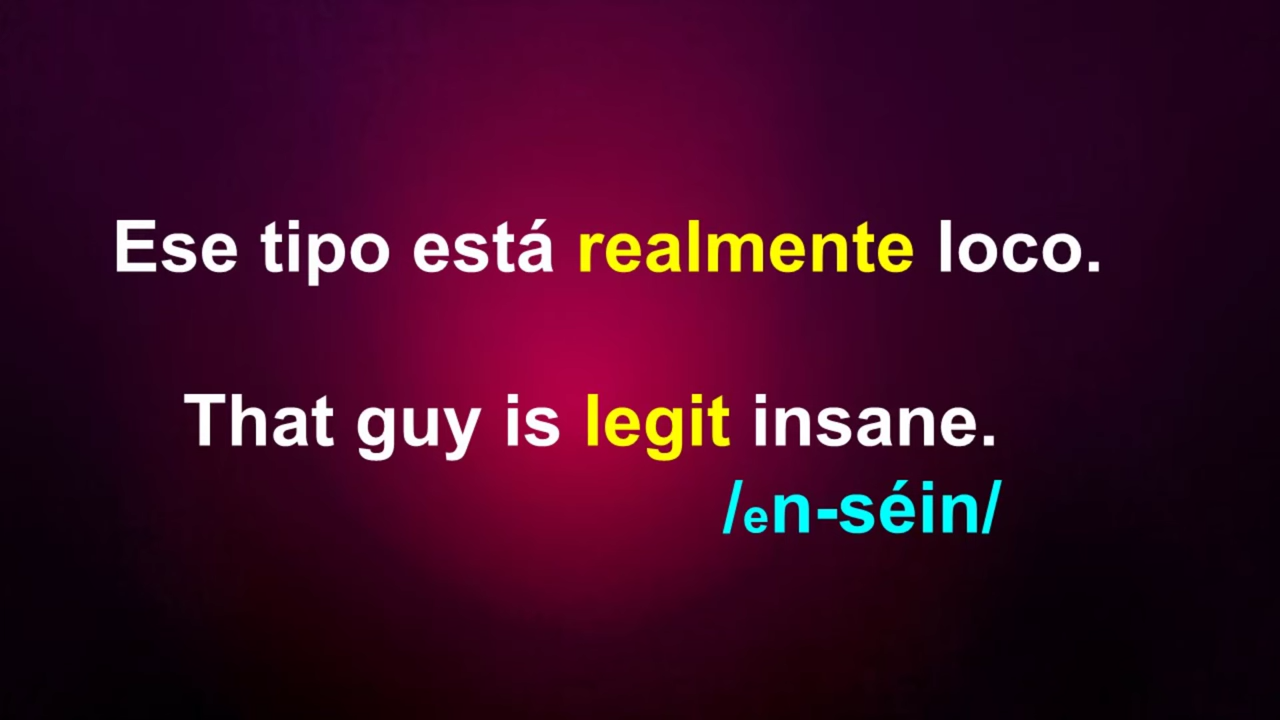 Ese tipo está realmente loco.
That guy is legit insane.
/en-séin/